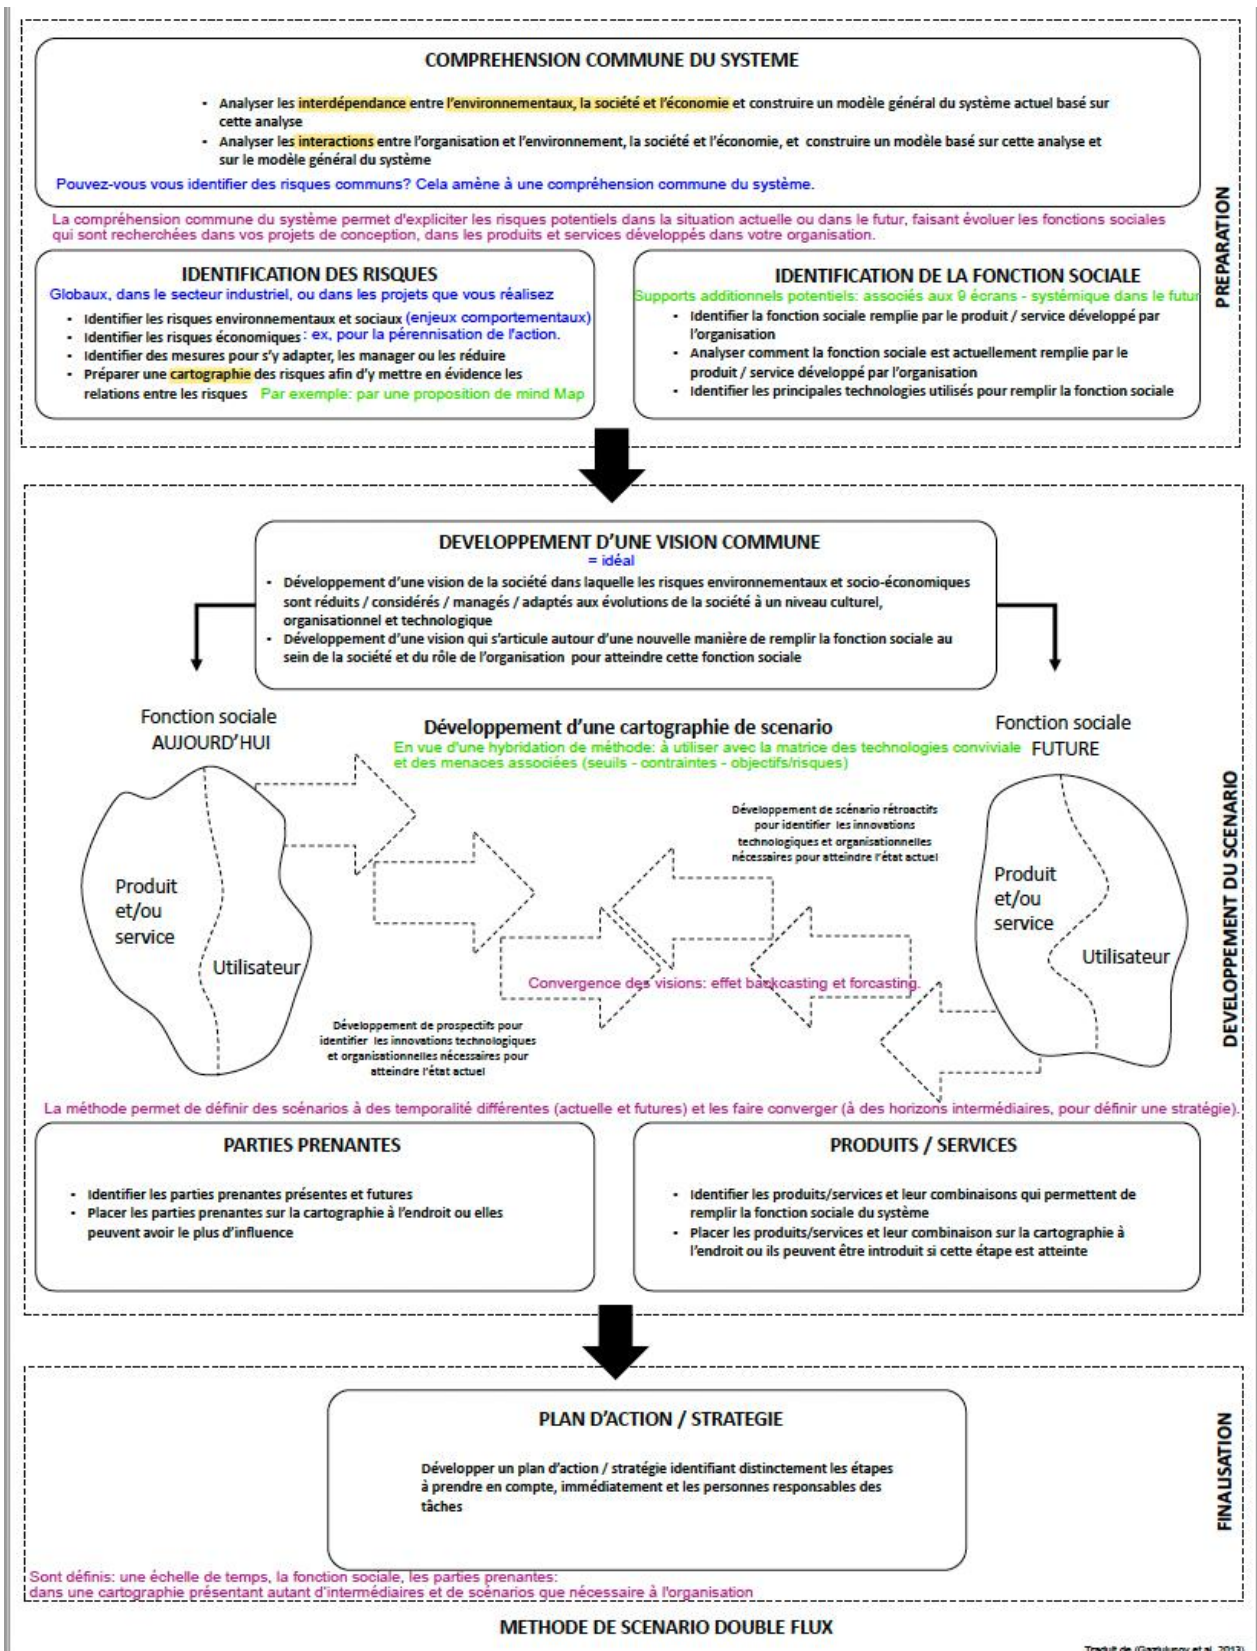 COMPREHENSION COMMUNE DU SYSTEME
• Analyser les interdépendance entre l'environnementaux, la société et l'économie et construire un modèle général du système actuel basé sur
cette analyse
• Analyser les interactions entre l'organisation et l'environnement, la société et l'économie, et construire un modèle basé sur cette analyse et
sur le modèle général du système
Pouvez-vous vous identifier des risques communs? Cela amène à une compréhension commune du système.
La compréhension commune du système permet d'expliciter les risques potentiels dans la situation actuelle ou dans le futur, faisant évoluer les fonctions sociales
qui sont recherchées dans vos projets de conception, dans les produits et services développés dans votre organisation.
PREPARATION
IDENTIFICATION DES RISQUES
Globaux, dans le secteur industriel, ou dans les projets que vous réalisez
• Identifier les risques environnementaux et sociaux (enjeux comportementaux)
• Identifier les risques économiques : ex, pour la pérennisation de l'action.
• Identifier des mesures pour s'y adapter, les manager ou les réduire
• Préparer une cartographie des risques afin d'y mettre en évidence les
relations entre les risques Par exemple: par une proposition de mind Map
IDENTIFICATION DE LA FONCTION SOCIALE
Supports additionnels potentiels: associés aux 9 écrans - systémique dans le futur
• Identifier la fonction sociale remplie par le produit / service développé par
l'organisation
• Analyser comment la fonction sociale est actuellement remplie par le
produit / service développé par l'organisation
• Identifier les principales technologies utilisés pour remplir la fonction sociale
DEVELOPPEMENT D'UNE VISION COMMUNE
= idéal
• Développement d'une vision de la société dans laquelle les risques environnementaux et socio-économiques
sont réduits / considérés / managés / adaptés aux évolutions de la société à un niveau culturel,
organisationnel et technologique
• Développement d'une vision qui s'articule autour d'une nouvelle manière de remplir la fonction sociale au
sein de la société et du rôle de l'organisation pour atteindre cette fonction sociale
Fonction sociale
AUJOURD'HUI
Développement d'une cartographie de scenario
En vue d'une hybridation de méthode: à utiliser avec la matrice des technologies conviviale
et des menaces associées (seuils - contraintes - objectifs/risques)
Fonction sociale
FUTURE
Développement de scénario rétroactifs
pour identifier les innovations
technologiques et organisationnelles
nécessaires pour atteindre l'état actuel
Produit
et/ou
service
Utilisateur
Produit
et/ou
service
Utilisateur
Convergence des visions: effet backcasting et forcasting.
Développement de prospectifs pour
identifier les innovations technologiques
et organisationnelles nécessaires pour
atteindre l'état actuel
DEVELOPPEMENT DU SCENARIO
La méthode permet de définir des scénarios à des temporalité différentes (actuelle et futures) et les faire converger (à des horizons intermédiaires, pour définir une stratégie).
PARTIES PRENANTES
• Identifier les parties prenantes présentes et futures
• Placer les parties prenantes sur la cartographie à l'endroit ou elles
peuvent avoir le plus d'influence
PRODUITS / SERVICES
• Identifier les produits/services et leur combinaisons qui permettent de
remplir la fonction sociale du système
• Placer les produits/services et leur combinaison sur la cartographie à
l'endroit ou ils peuvent être introduit si cette étape est atteinte
PLAN D'ACTION / STRATEGIE
Développer un plan d'action / stratégie identifiant distinctement les étapes
à prendre en compte, immédiatement et les personnes responsables des
tâches
FINALISATION
Sont définis: une échelle de temps, la fonction sociale, les parties prenantes:
dans une cartographie présentant autant d'intermédiaires et de scénarios que nécessaire à l'organisation
METHODE DE SCENARIO DOUBLE FLUX
Traduit de